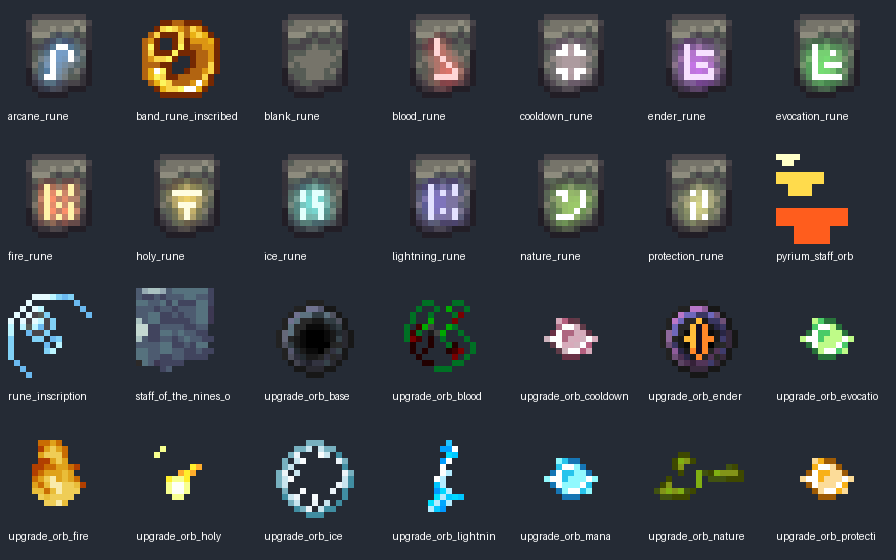 arcane_rune band_rune_inscribed blank_rune blood_rune cooldown_rune ender_rune evocation_rune
fire_rune holy_rune ice_rune lightning_rune nature_rune protection_rune pyrium_staff_orb
rune_inscription staff_of_the_nines_o upgrade_orb_base upgrade_orb_blood upgrade_orb_cooldown upgrade_orb_ender upgrade_orb_evocatio
upgrade_orb_fire upgrade_orb_holy upgrade_orb_ice upgrade_orb_lightnin upgrade_orb_mana upgrade_orb_nature upgrade_orb_protecti